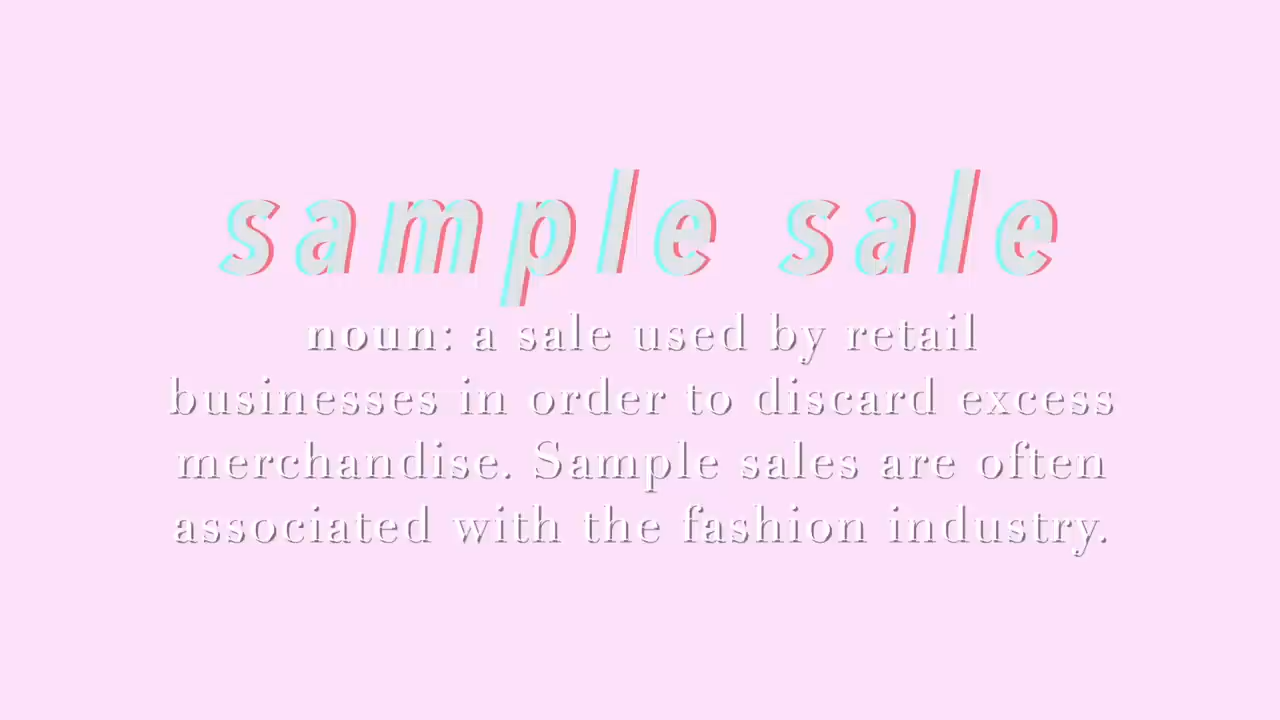 sample sale
noun: a sale used by retail
businesses in order to discard excess
merchandise. Sample sales are often
associated with the fashion industry.